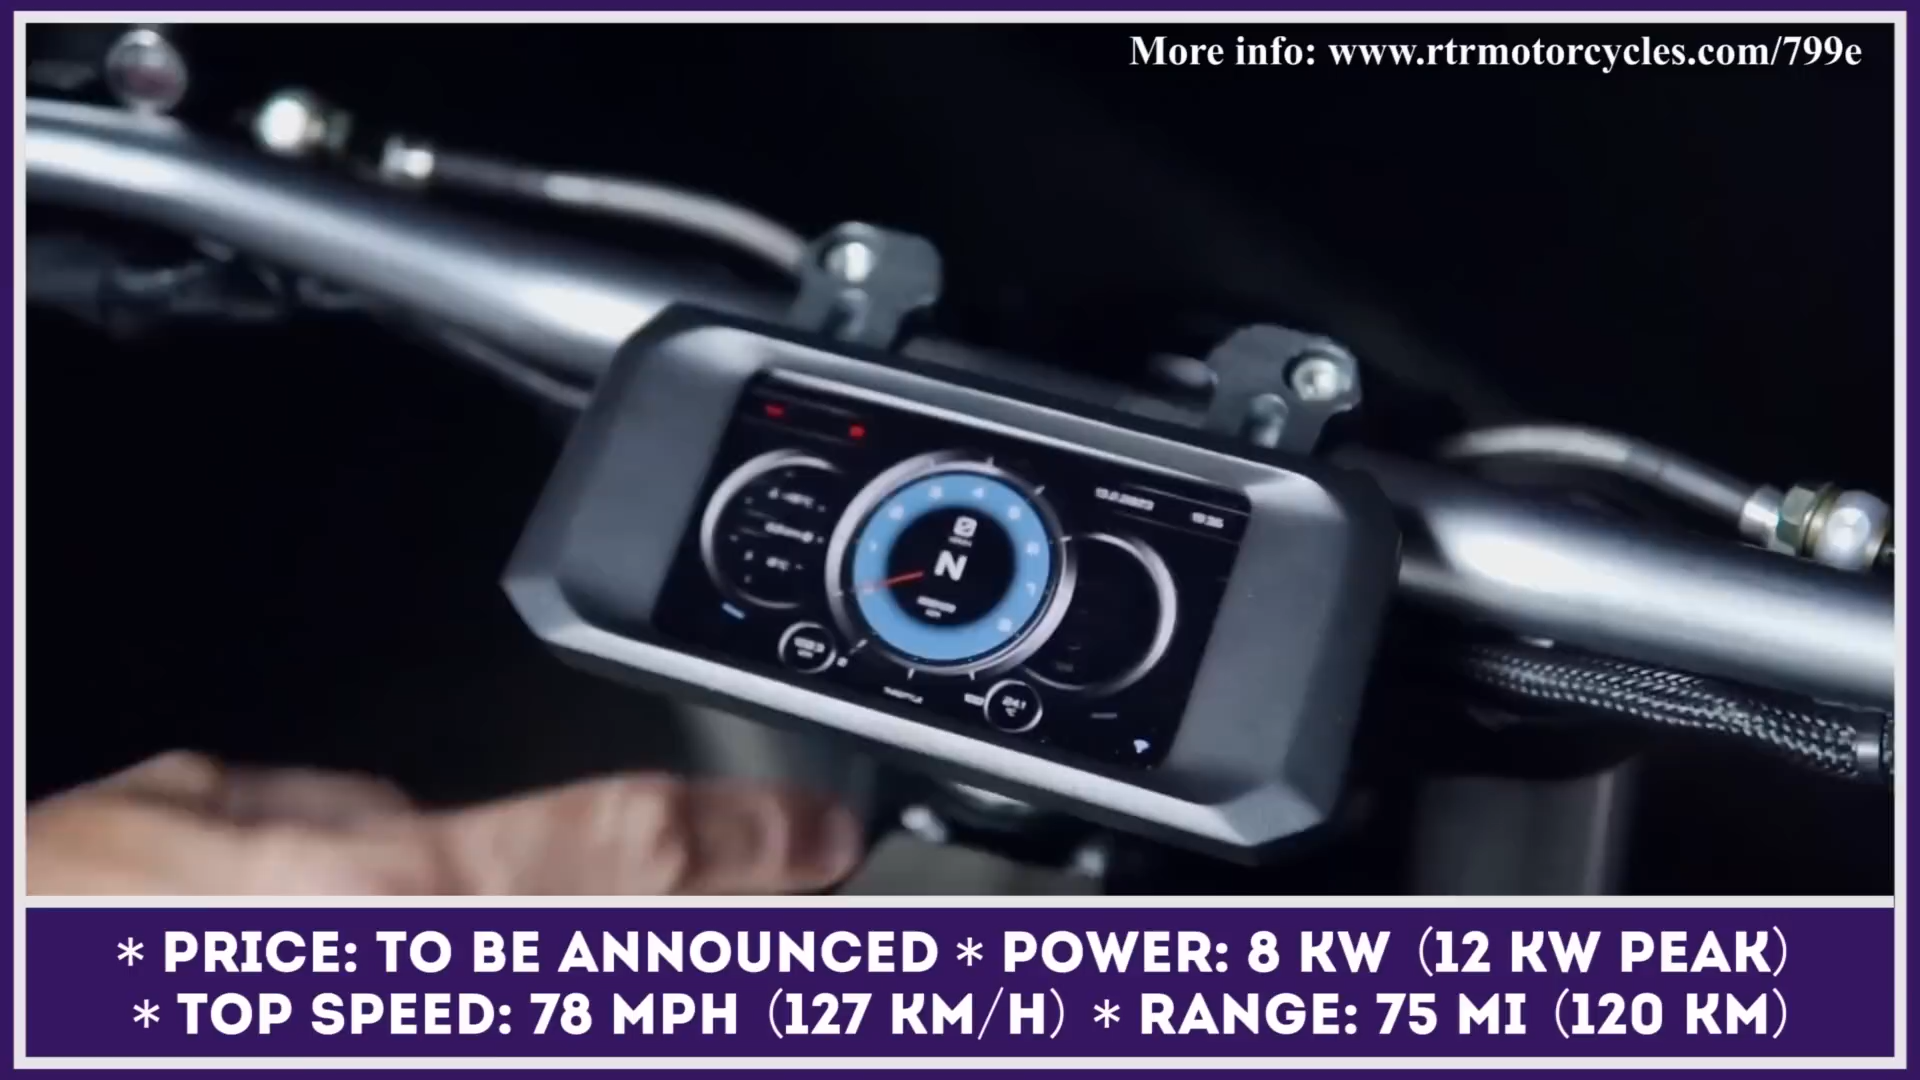 More info: www.rtrmotorcycles.com/799e
N
* PRICE: TO BE ANNOUNCED * POWER: 8 KW (12 KW PEAK)
* TOP SPEED: 78 MPH (127 KM/H) * RANGE: 75 MI (120 KM)